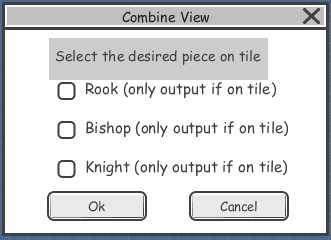 Combine View
Select the desired piece on tile
Rook (only output if on tile)
Bishop (only output if on tile)
Knight (only output if on tile)
Ok
Cancel